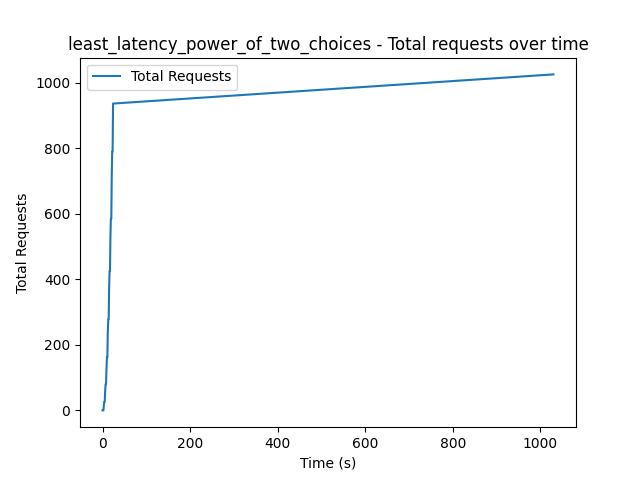 least_latency_power_of_two_choices - Total requests over time
Total Requests
1000
800
600
400
200
0
Total Requests
0 200 400 600 800 1000
Time (s)